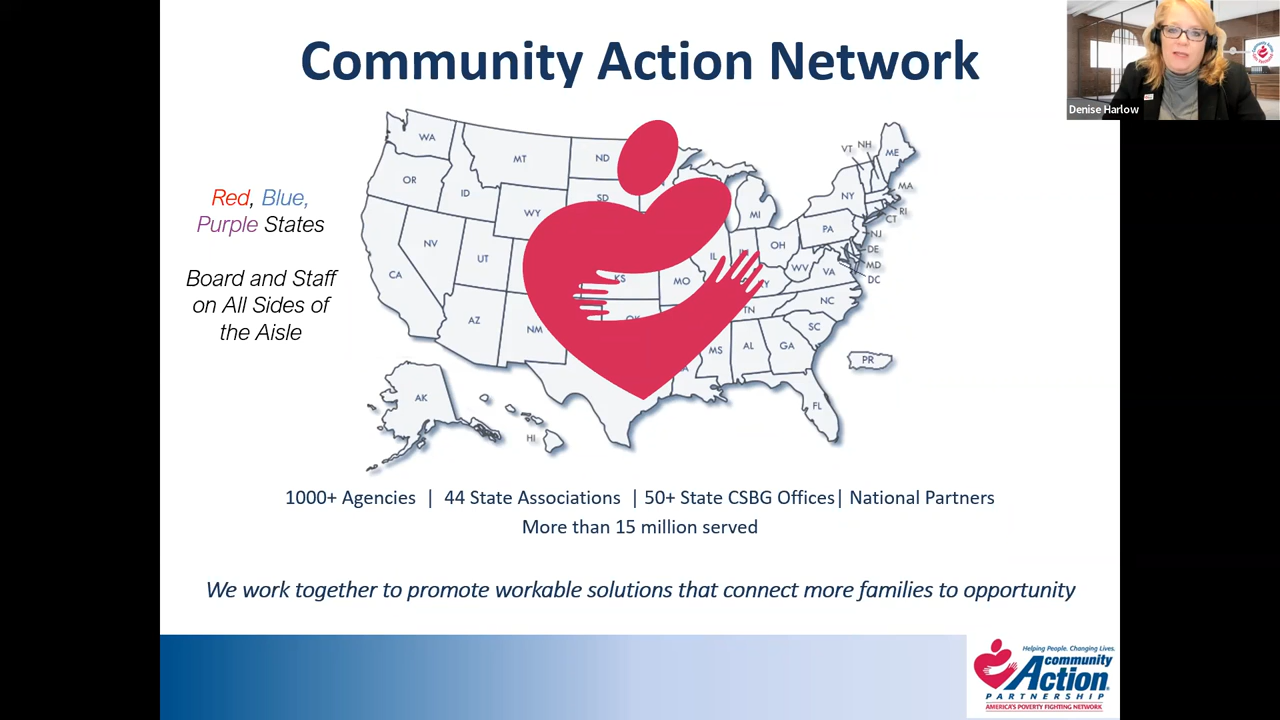 Community Action Network
Denise Harlow
Red, Blue,
Purple States
Board and Staff
on All Sides of
the Aisle
WA
OR
CA
NV
ID
MT
WY
UT
AZ
NM
ND
SD
KS
OK
MO
IL
IN
MI
OH
KY
TN
MS
AL
GA
FL
SC
NC
VA
WV
PA
NY
VT
NH
ME
MA
RI
CT
NJ
DE
MD
DC
PR
AK
HI
1000+ Agencies | 44 State Associations | 50+ State CSBG Offices| National Partners
More than 15 million served
We work together to promote workable solutions that connect more families to opportunity
Helping People. Changing Lives.
community
Action
PARTNERSHIP
AMERICA'S POVERTY FIGHTING NETWORK